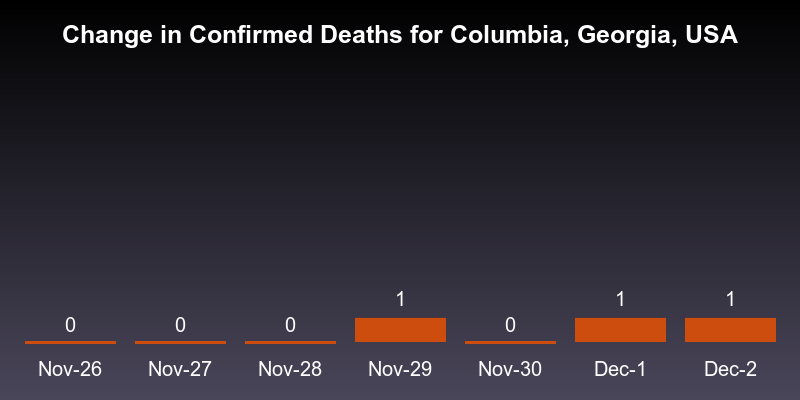 Change in Confirmed Deaths for Columbia, Georgia, USA
0 0 0 1 0 1 1
Nov-26 Nov-27 Nov-28 Nov-29 Nov-30 Dec-1 Dec-2